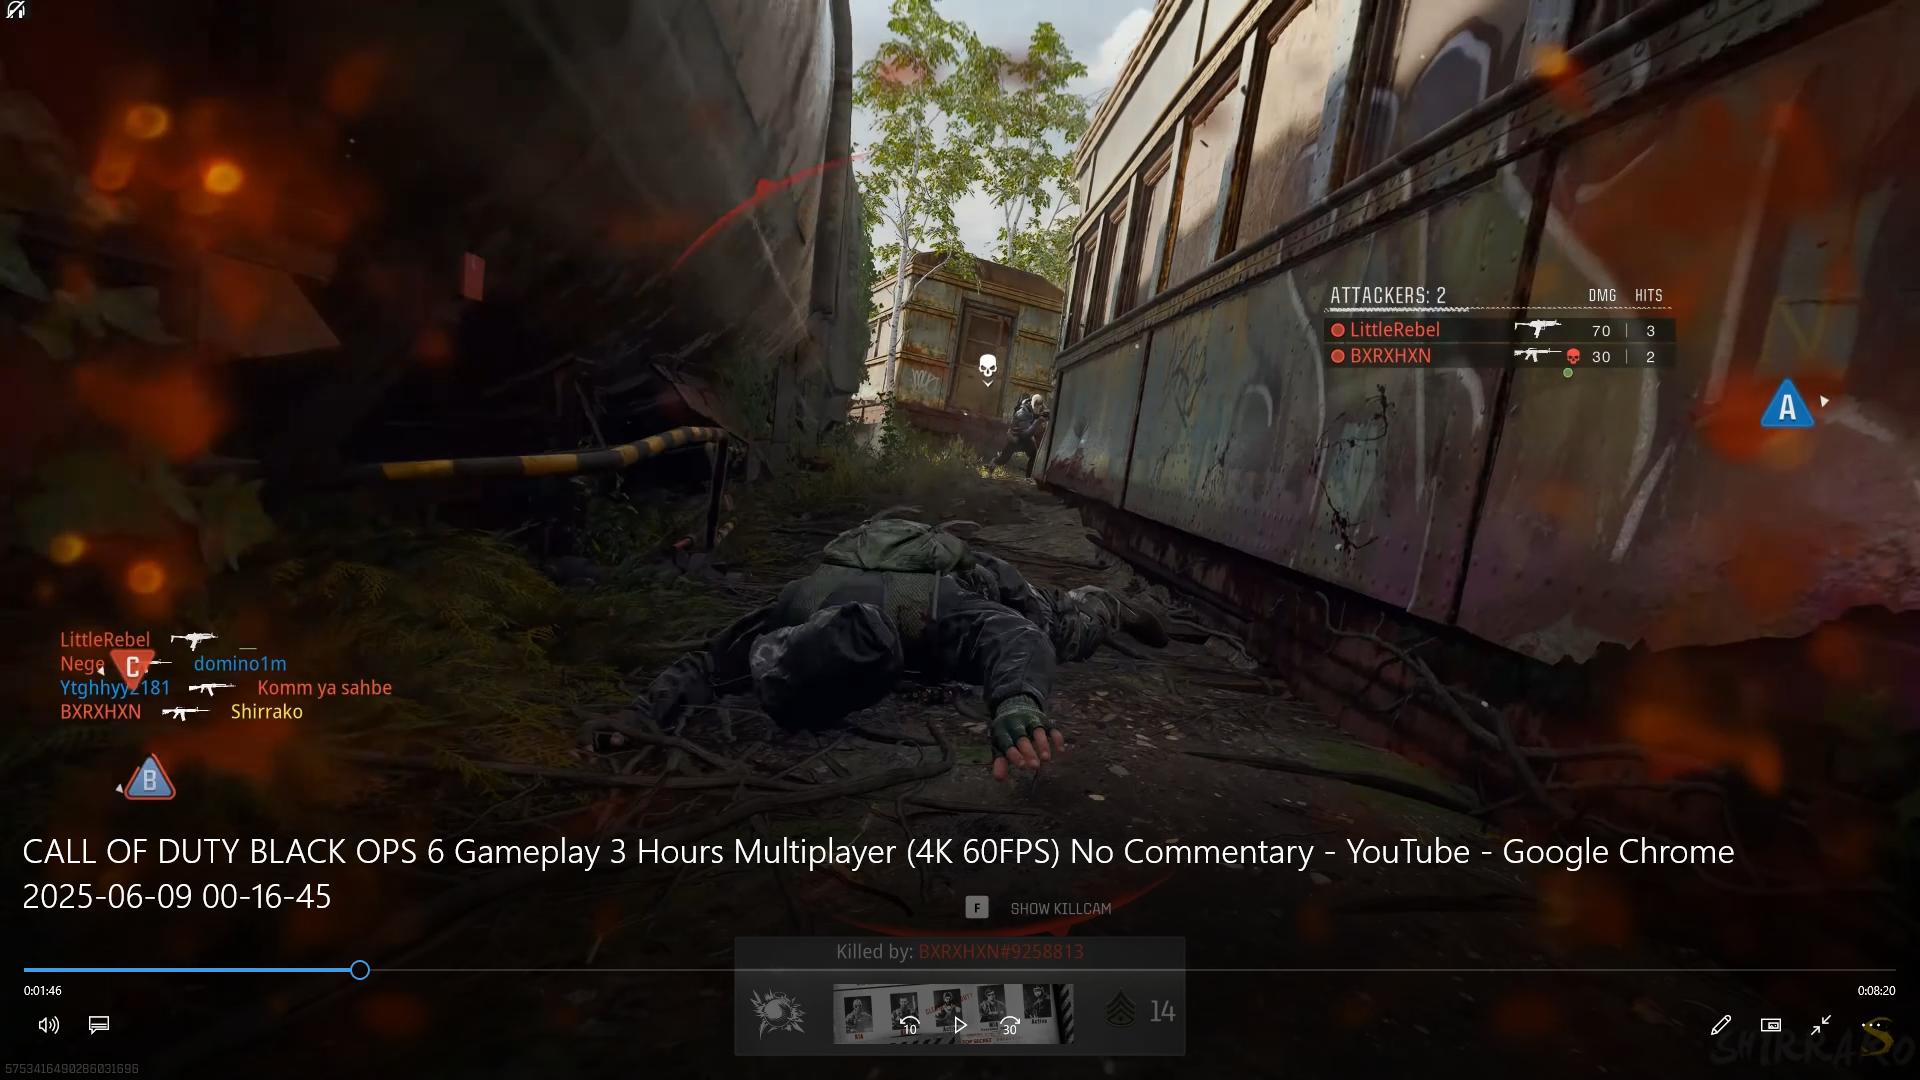 ATTACKERS: 2 DMG HITS
LittleRebel 70 | 3
BXRXHXN 30 | 2
A
LittleRebel
Nege domino1m
C
Ytghhyy2181 Komm ya sahbe
BXRXHXN Shirrako
B
CALL OF DUTY BLACK OPS 6 Gameplay 3 Hours Multiplayer (4K 60FPS) No Commentary - YouTube - Google Chrome
2025-06-09 00-16-45
F SHOW KILLCAM
Killed by: BXRXHXN#9258813
0:01:46 0:08:20
14
10 30
SHIRRAKO
5753416490286031696